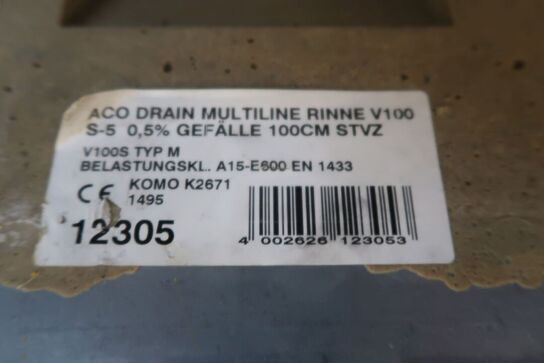 ACO DRAIN MULTILINE RINNE V100
S-5 0,5% GEFÄLLE 100CM STVZ
V100S TYP M
BELASTUNGSKL. A15-E600 EN 1433
CE KOMO K2671
1495
12305
4 002626 123053